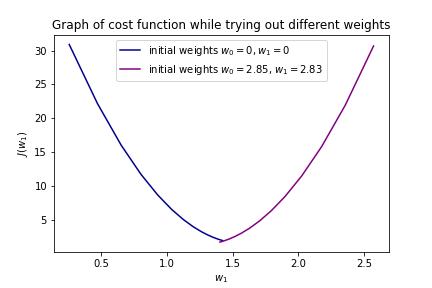 Graph of cost function while trying out different weights
initial weights w₀ = 0, w₁ = 0
initial weights w₀ = 2.85, w₁ = 2.83
J(w₁)
30
25
20
15
10
5
0.5 1.0 1.5 2.0 2.5
w₁